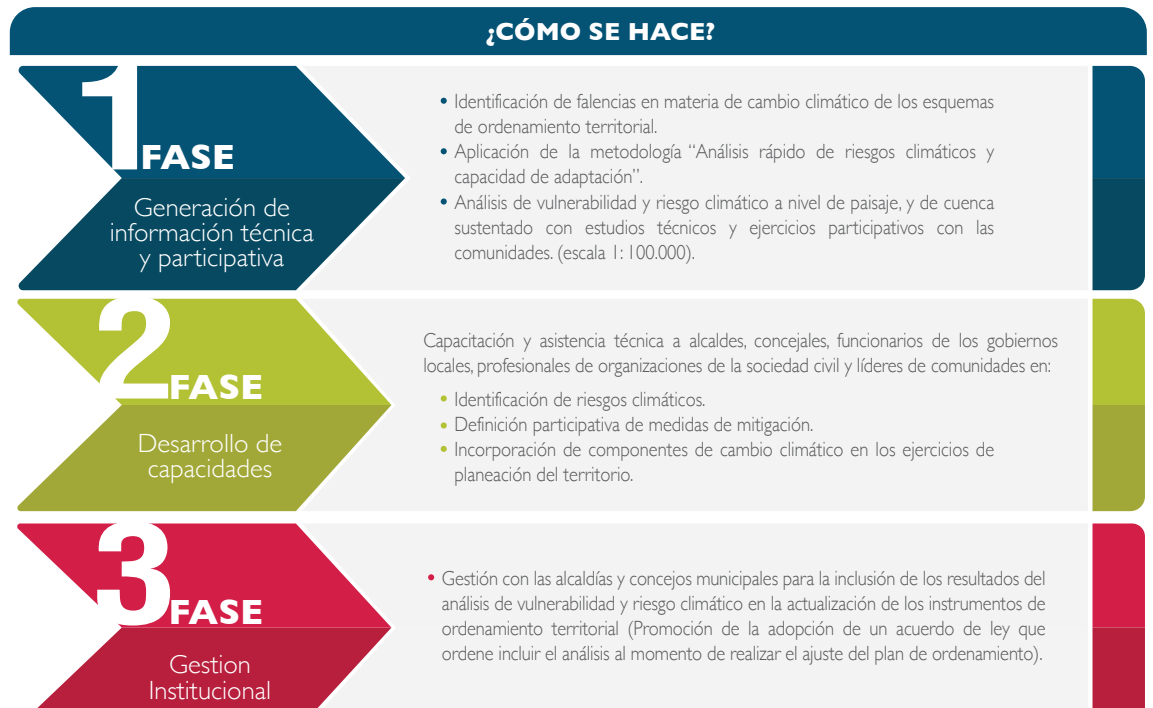 ¿CÓMO SE HACE?
1
FASE
Generación de
información técnica
y participativa
• Identificación de falencias en materia de cambio climático de los esquemas
de ordenamiento territorial.
• Aplicación de la metodología “Análisis rápido de riesgos climáticos y
capacidad de adaptación”.
• Análisis de vulnerabilidad y riesgo climático a nivel de paisaje, y de cuenca
sustentado con estudios técnicos y ejercicios participativos con las
comunidades. (escala 1: 100.000).
2
FASE
Desarrollo de
capacidades
Capacitación y asistencia técnica a alcaldes, concejales, funcionarios de los gobiernos
locales, profesionales de organizaciones de la sociedad civil y líderes de comunidades en:
• Identificación de riesgos climáticos.
• Definición participativa de medidas de mitigación.
• Incorporación de componentes de cambio climático en los ejercicios de
planeación del territorio.
3
FASE
Gestion
Institucional
• Gestión con las alcaldías y concejos municipales para la inclusión de los resultados del
análisis de vulnerabilidad y riesgo climático en la actualización de los instrumentos de
ordenamiento territorial (Promoción de la adopción de un acuerdo de ley que
ordene incluir el análisis al momento de realizar el ajuste del plan de ordenamiento).